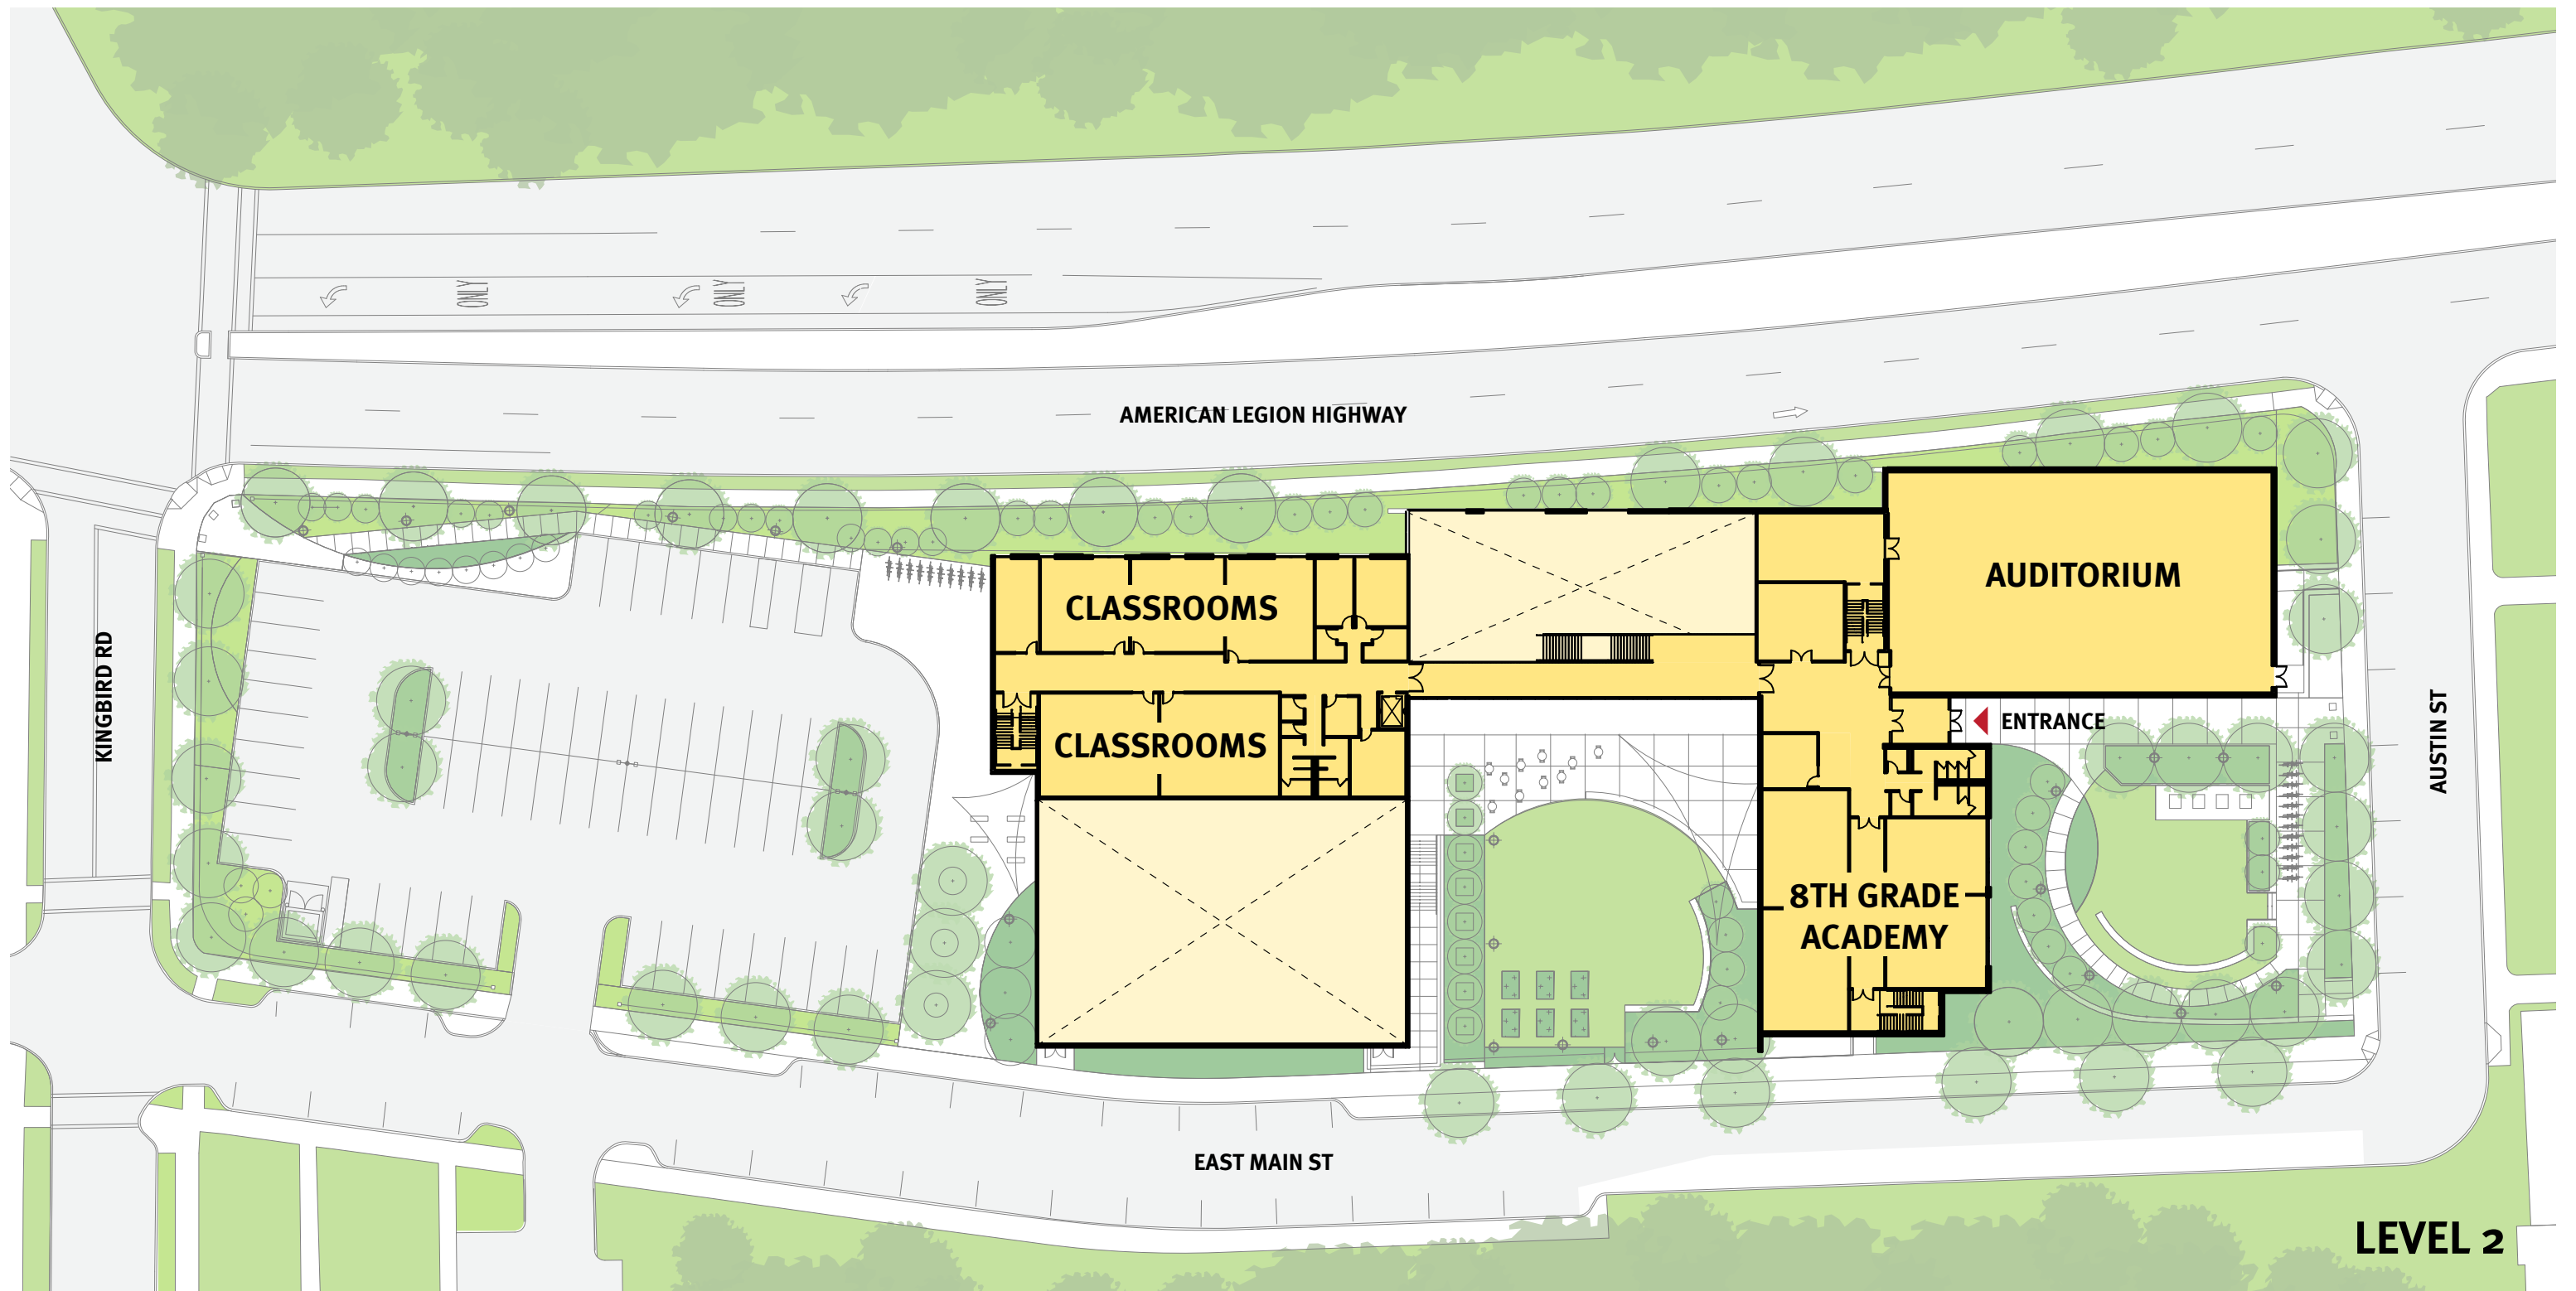 ONLY
ONLY
ONLY
AMERICAN LEGION HIGHWAY
AUDITORIUM
CLASSROOMS
KINGBIRD RD
CLASSROOMS
ENTRANCE
AUSTIN ST
8TH GRADE
ACADEMY
EAST MAIN ST
LEVEL 2